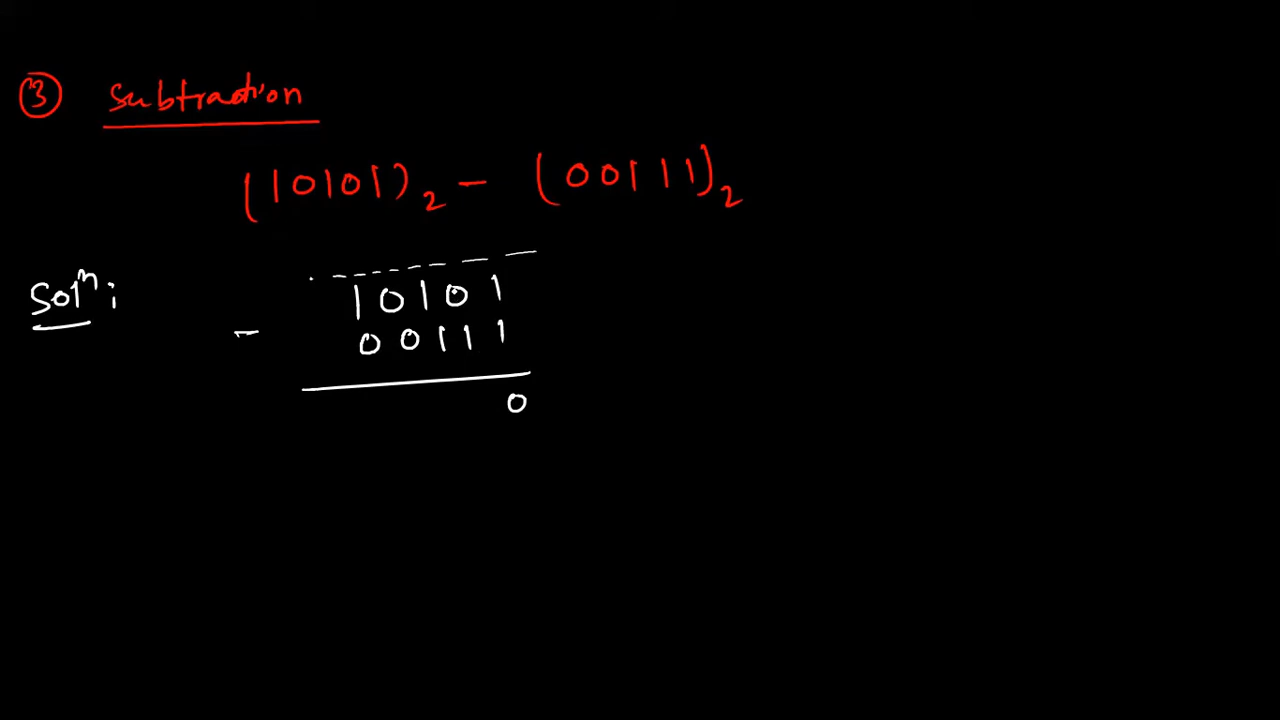 3 Subtraction
(10101)2 - (00111)2
Soln: 10101
- 00111
0